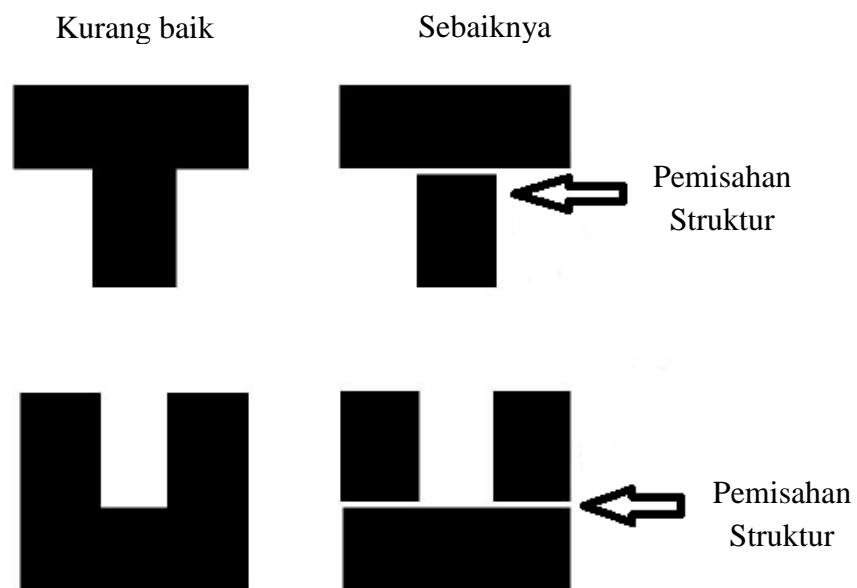 Kurang baik
Sebaiknya
Pemisahan
Struktur
Pemisahan
Struktur